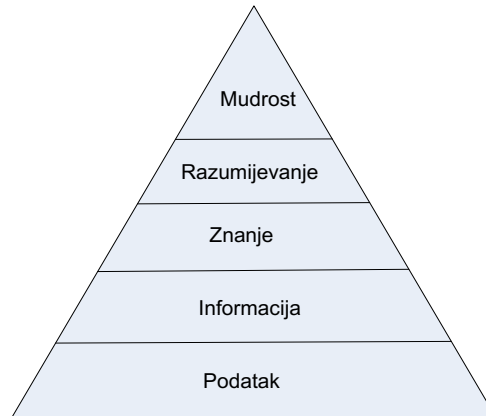 Mudrost
Razumijevanje
Znanje
Informacija
Podatak